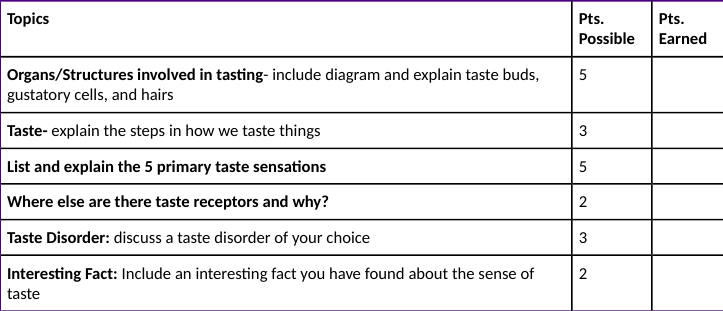 Topics
Pts.
Possible
Pts.
Earned
Organs/Structures involved in tasting- include diagram and explain taste buds,
gustatory cells, and hairs
5
Taste- explain the steps in how we taste things
3
List and explain the 5 primary taste sensations
5
Where else are there taste receptors and why?
2
Taste Disorder: discuss a taste disorder of your choice
3
Interesting Fact: Include an interesting fact you have found about the sense of
taste
2